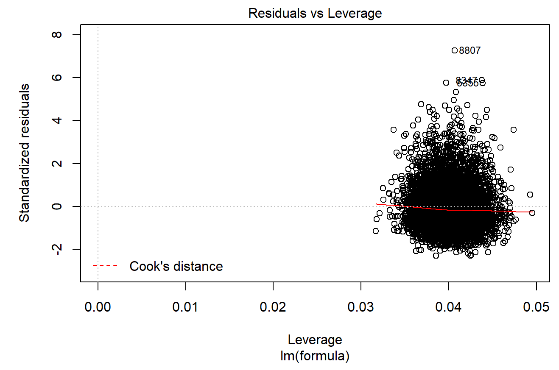 Residuals vs Leverage
Standardized residuals
8
6
4
2
0
-2
8807
8347
Cook's distance
0.00
0.01
0.02
0.03
0.04
0.05
Leverage
lm(formula)